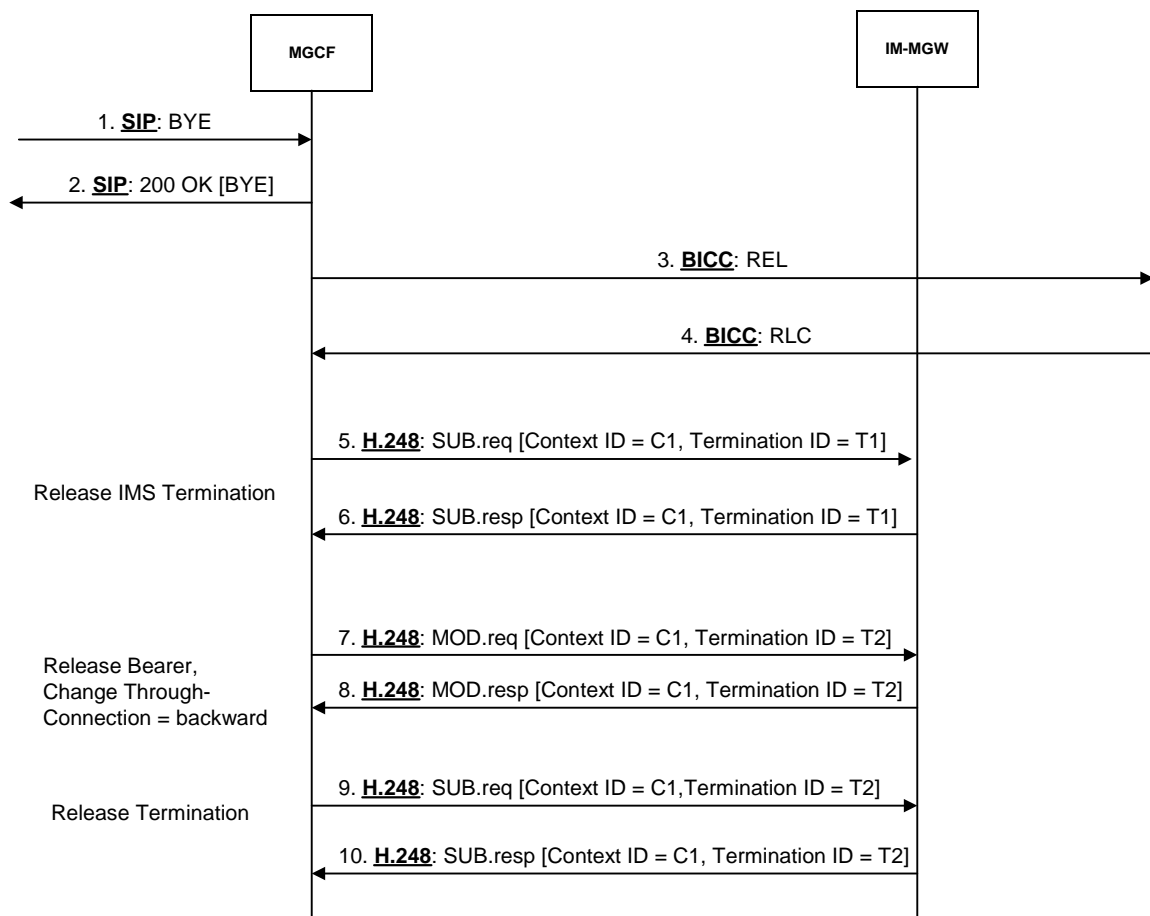 MGCF
IM-MGW
1. SIP: BYE
2. SIP: 200 OK [BYE]
3. BICC: REL
4. BICC: RLC
5. H.248: SUB.req [Context ID = C1, Termination ID = T1]
Release IMS Termination
6. H.248: SUB.resp [Context ID = C1, Termination ID = T1]
7. H.248: MOD.req [Context ID = C1, Termination ID = T2]
Release Bearer,
Change Through-
Connection = backward
8. H.248: MOD.resp [Context ID = C1, Termination ID = T2]
9. H.248: SUB.req [Context ID = C1,Termination ID = T2]
Release Termination
10. H.248: SUB.resp [Context ID = C1, Termination ID = T2]